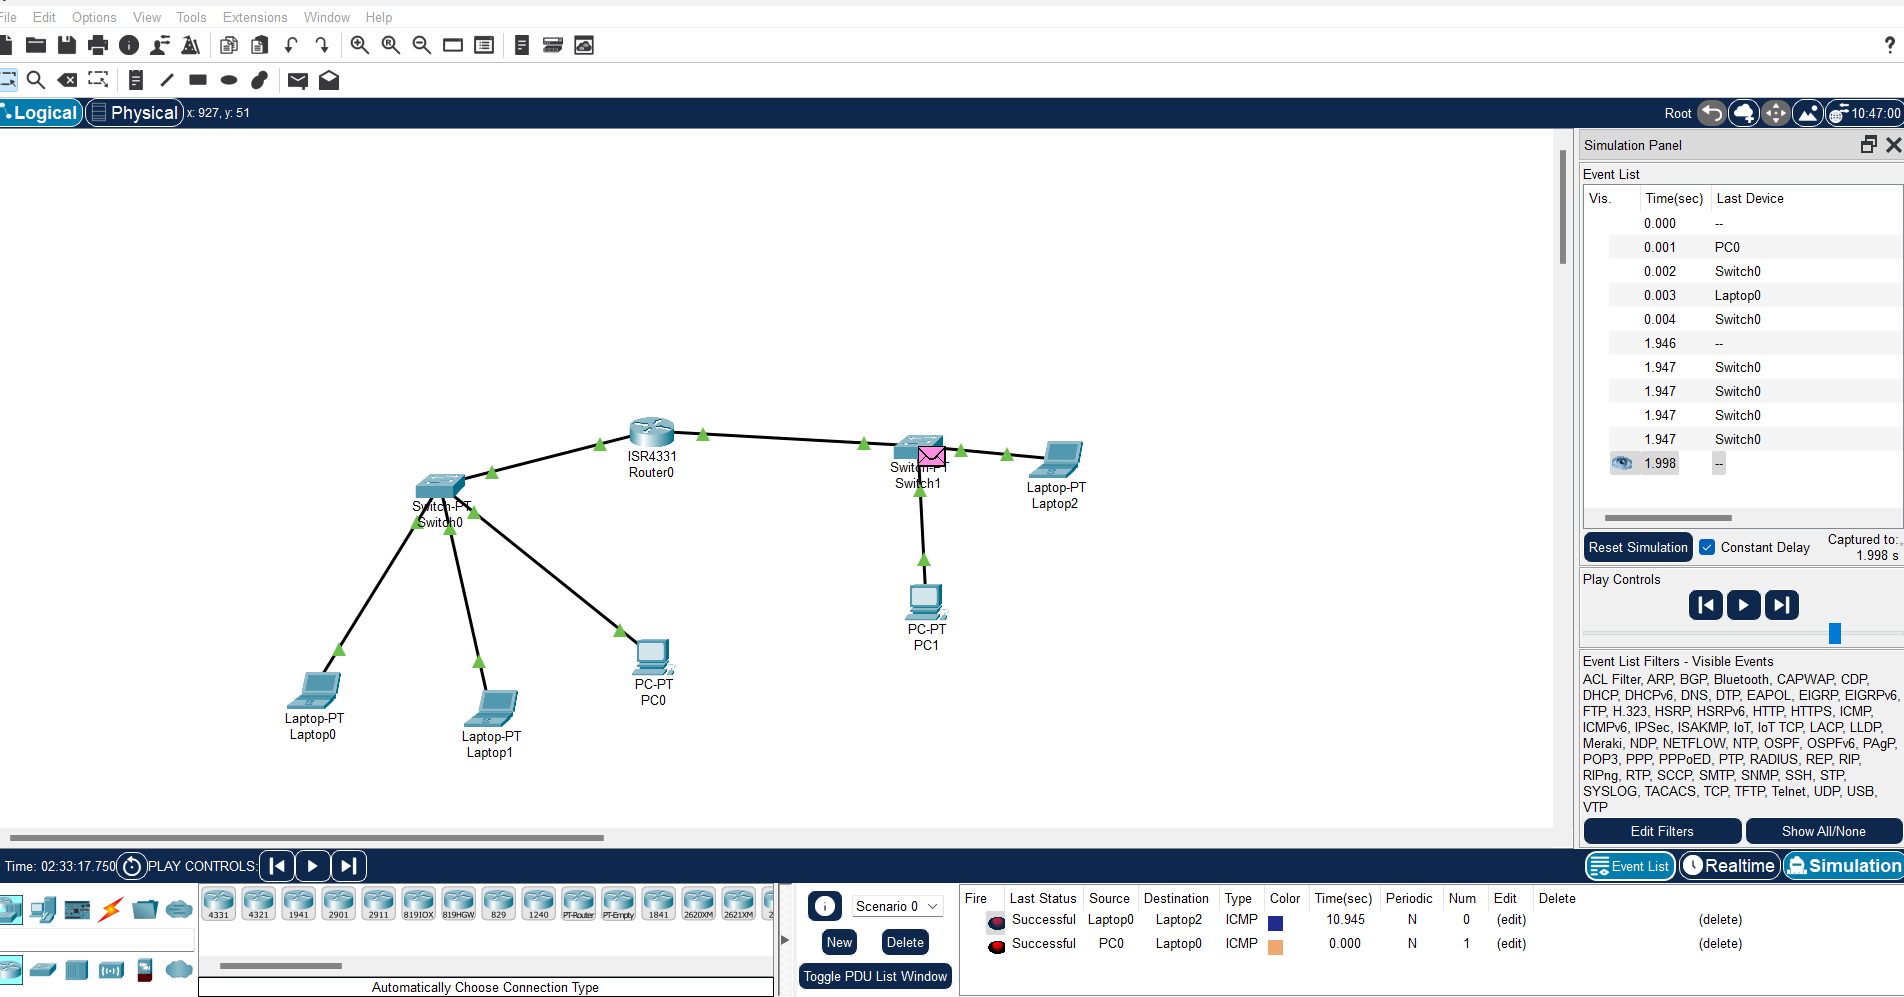 File Edit Options View Tools Extensions Window Help
?
Logical Physical x: 927, y: 51
Root 10:47:00
Simulation Panel
Event List
Vis. Time(sec) Last Device
0.000 --
0.001 PC0
0.002 Switch0
0.003 Laptop0
0.004 Switch0
1.946 --
1.947 Switch0
1.947 Switch0
1.947 Switch0
1.947 Switch0
1.998 --
Reset Simulation Constant Delay Captured to:
1.998 s
Play Controls
Event List Filters - Visible Events
ACL Filter, ARP, BGP, Bluetooth, CAPWAP, CDP,
DHCP, DHCPv6, DNS, DTP, EAPOL, EIGRP, EIGRPv6,
FTP, H.323, HSRP, HSRPv6, HTTP, HTTPS, ICMP,
ICMPv6, IPSec, ISAKMP, IoT, IoT TCP, LACP, LLDP,
Meraki, NDP, NETFLOW, NTP, OSPF, OSPFv6, PAgP,
POP3, PPP, PPPoED, PTP, RADIUS, REP, RIP,
RIPng, RTP, SCCP, SMTP, SNMP, SSH, STP,
SYSLOG, TACACS, TCP, TFTP, Telnet, UDP, USB,
VTP
Edit Filters Show All/None
ISR4331
Router0
Switch-PT
Switch0
Switch-PT
Switch1
Laptop-PT
Laptop2
PC-PT
PC1
PC-PT
PC0
Laptop-PT
Laptop0
Laptop-PT
Laptop1
Time: 02:33:17.750 PLAY CONTROLS:
Event List Realtime Simulation
4331 4321 1941 2901 2911 819IOX 819HGW 829 1240 PT-Router PT-Empty 1841 2620XM 2621XM 2
Automatically Choose Connection Type
Scenario 0
New Delete
Toggle PDU List Window
Fire Last Status Source Destination Type Color Time(sec) Periodic Num Edit Delete
Successful Laptop0 Laptop2 ICMP 10.945 N 0 (edit) (delete)
Successful PC0 Laptop0 ICMP 0.000 N 1 (edit) (delete)